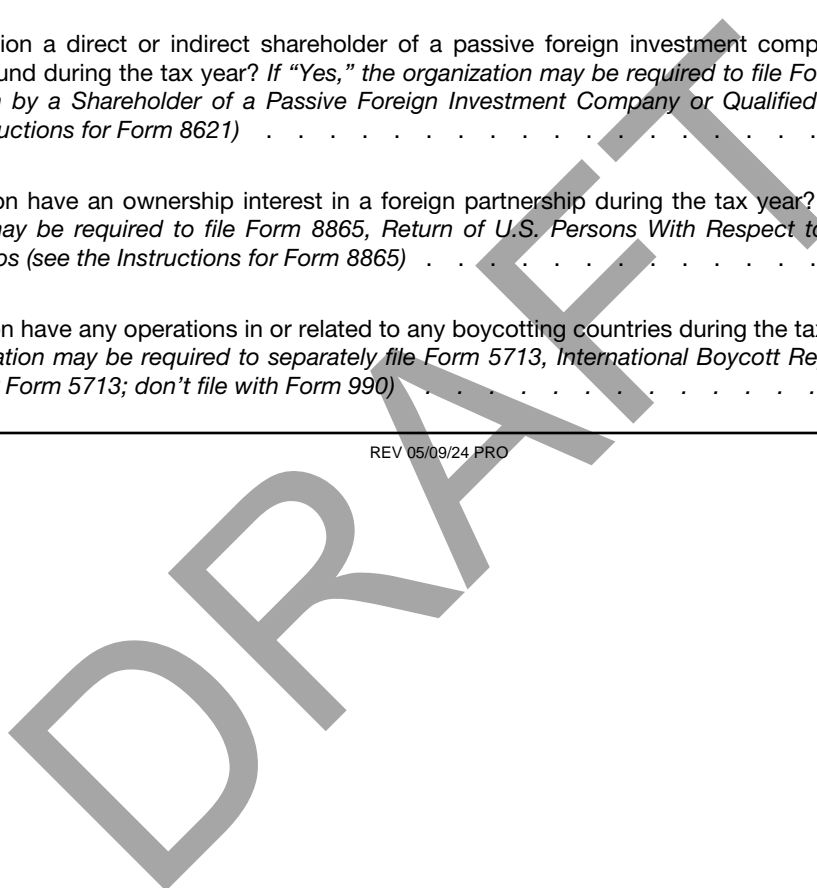 ion a direct or indirect shareholder of a passive foreign investment comp
und during the tax year? If “Yes,” the organization may be required to file Fo
by a Shareholder of a Passive Foreign Investment Company or Qualified
uctions for Form 8621) . . . . . . . . . . . . . . . . . .
on have an ownership interest in a foreign partnership during the tax year?
ay be required to file Form 8865, Return of U.S. Persons With Respect to
os (see the Instructions for Form 8865) . . . . . . . . . . . . .
on have any operations in or related to any boycotting countries during the ta
ation may be required to separately file Form 5713, International Boycott Re
Form 5713; don’t file with Form 990) . . . . . . . . . . . . .
REV 05/09/24 PRO
DRAFT